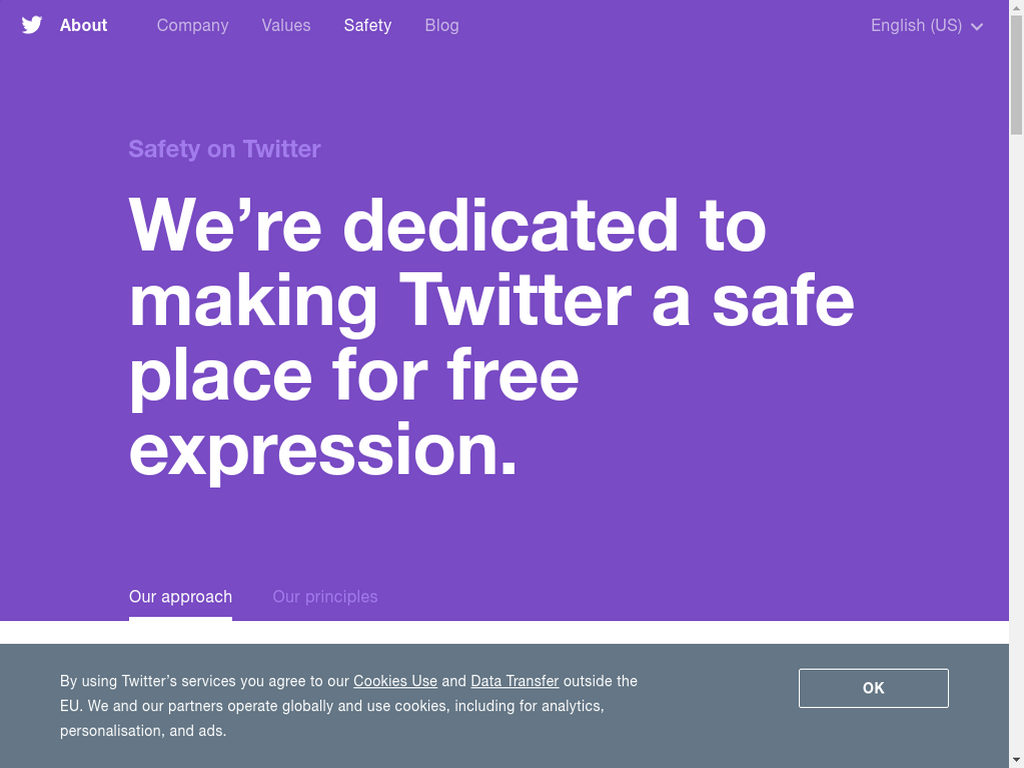 About Company Values Safety Blog English (US)
Safety on Twitter
We’re dedicated to
making Twitter a safe
place for free
expression.
Our approach Our principles
By using Twitter’s services you agree to our Cookies Use and Data Transfer outside the
EU. We and our partners operate globally and use cookies, including for analytics,
personalisation, and ads.
OK